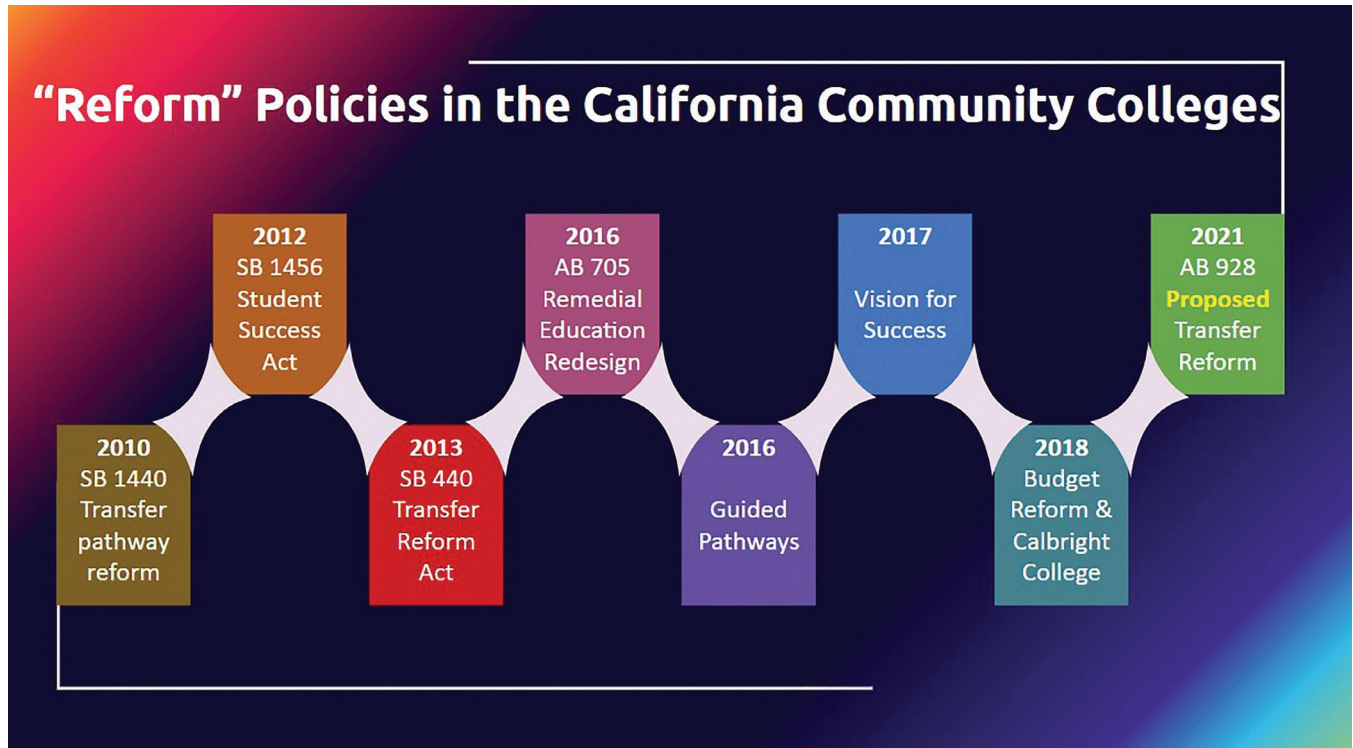 “Reform” Policies in the California Community Colleges
2010
SB 1440
Transfer
pathway
reform
2012
SB 1456
Student
Success
Act
2013
SB 440
Transfer
Reform
Act
2016
AB 705
Remedial
Education
Redesign
2016
Guided
Pathways
2017
Vision for
Success
2018
Budget
Reform &
Calbright
College
2021
AB 928
Proposed
Transfer
Reform